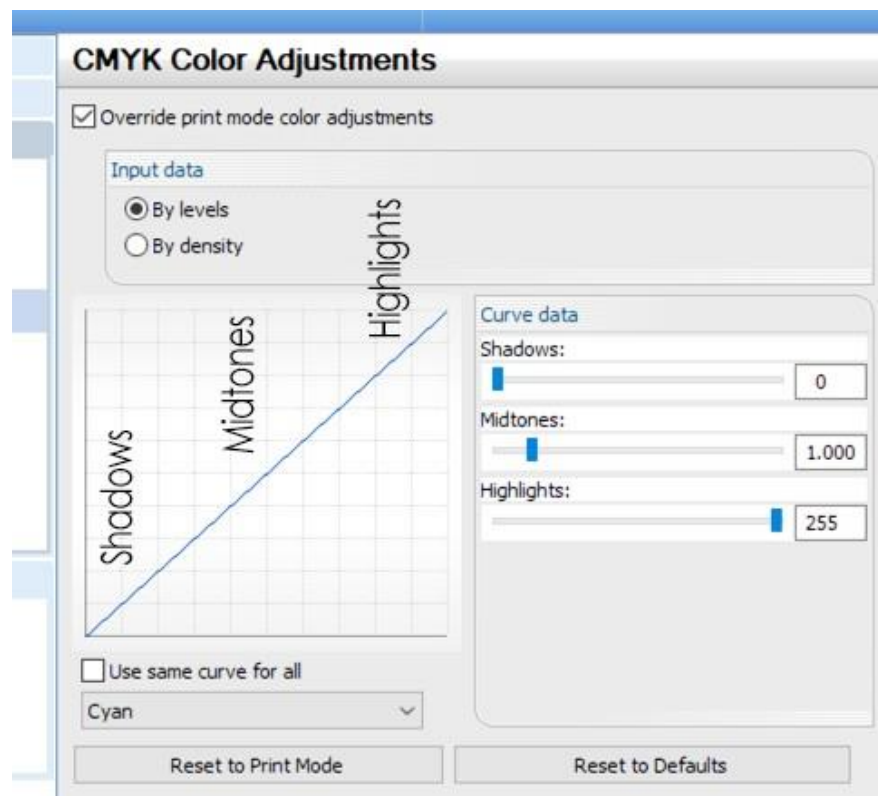 CMYK Color Adjustments
Override print mode color adjustments
Input data
By levels
By density
Shadows
Midtones
Highlights
Curve data
Shadows:
0
Midtones:
1.000
Highlights:
255
Use same curve for all
Cyan
Reset to Print Mode
Reset to Defaults